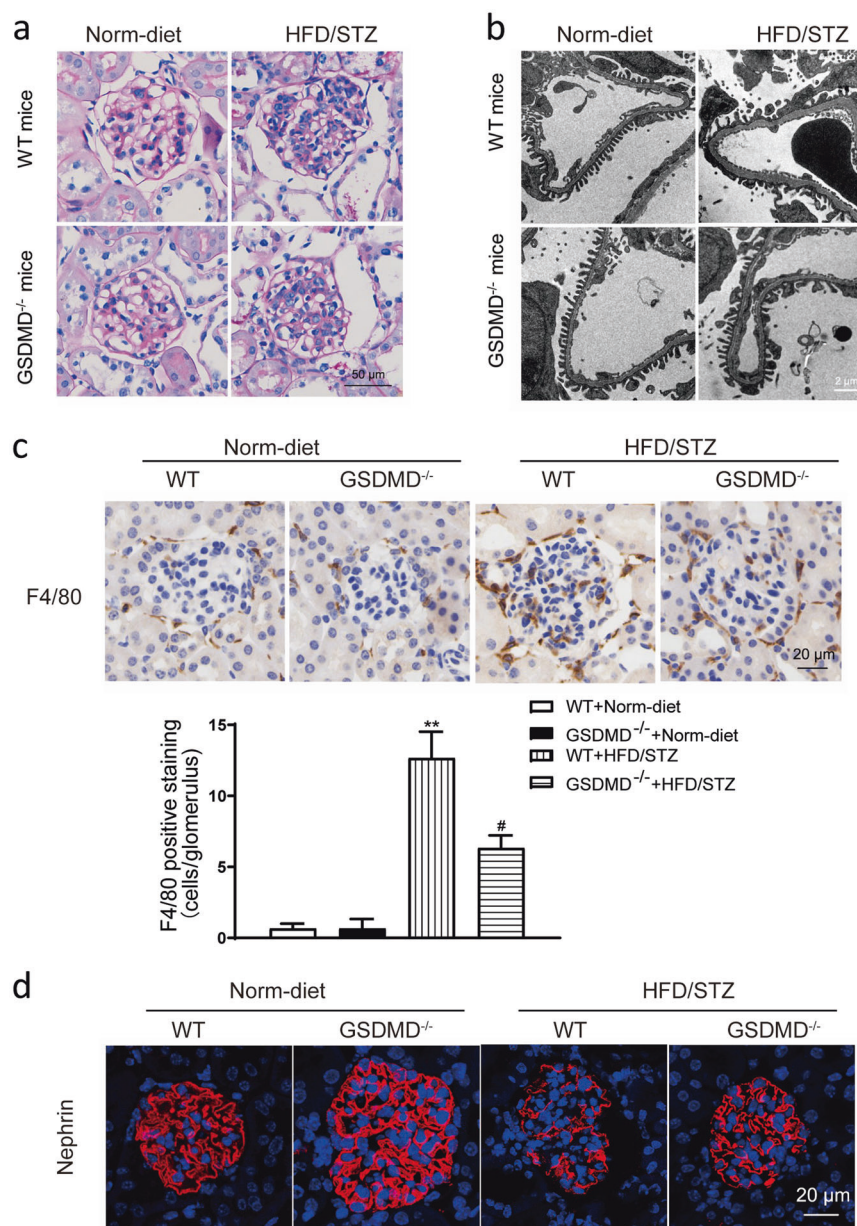 a
Norm-diet HFD/STZ
WT mice
GSDMD⁻/⁻ mice
50 µm
b
Norm-diet HFD/STZ
WT mice
GSDMD⁻/⁻ mice
2 µm
c
Norm-diet HFD/STZ
WT GSDMD⁻/⁻ WT GSDMD⁻/⁻
F4/80
20 µm
F4/80 positive staining
(cells/glomerulus)
15
10
5
0
**
#
WT+Norm-diet
GSDMD⁻/⁻+Norm-diet
WT+HFD/STZ
GSDMD⁻/⁻+HFD/STZ
d
Norm-diet HFD/STZ
WT GSDMD⁻/⁻ WT GSDMD⁻/⁻
Nephrin
20 µm